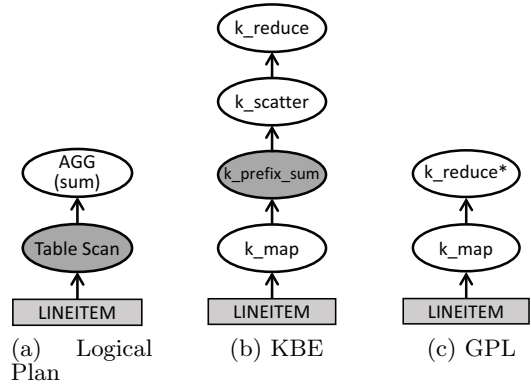 AGG
(sum)
Table Scan
LINEITEM
(a) Logical
Plan
k_reduce
k_scatter
k_prefix_sum
k_map
LINEITEM
(b) KBE
k_reduce*
k_map
LINEITEM
(c) GPL